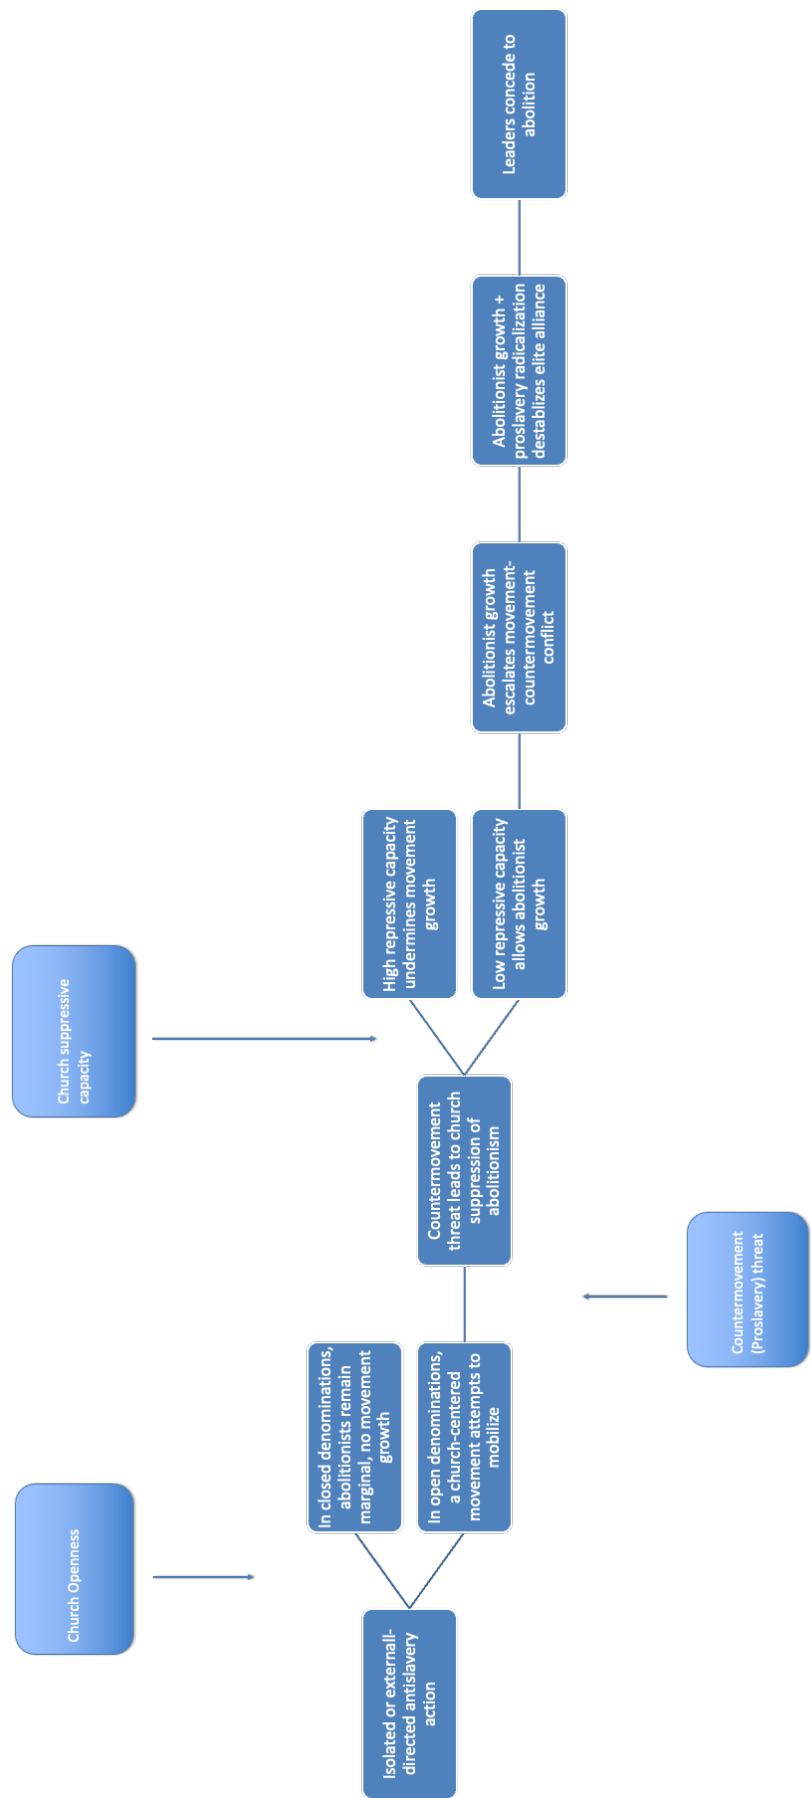 Church Openness
Church suppressive
capacity
Isolated or externall-
directed antislavery
action
In closed denominations,
abolitionists remain
marginal, no movement
growth
In open denominations,
a church-centered
movement attempts to
mobilize
Countermovement
threat leads to church
suppression of
abolitionism
High repressive capacity
undermines movement
growth
Low repressive capacity
allows abolitionist
growth
Abolitionist growth
escalates movement-
countermovement
conflict
Abolitionist growth +
proslavery radicalization
destablizes elite alliance
Leaders concede to
abolition
Countermovement
(Proslavery) threat